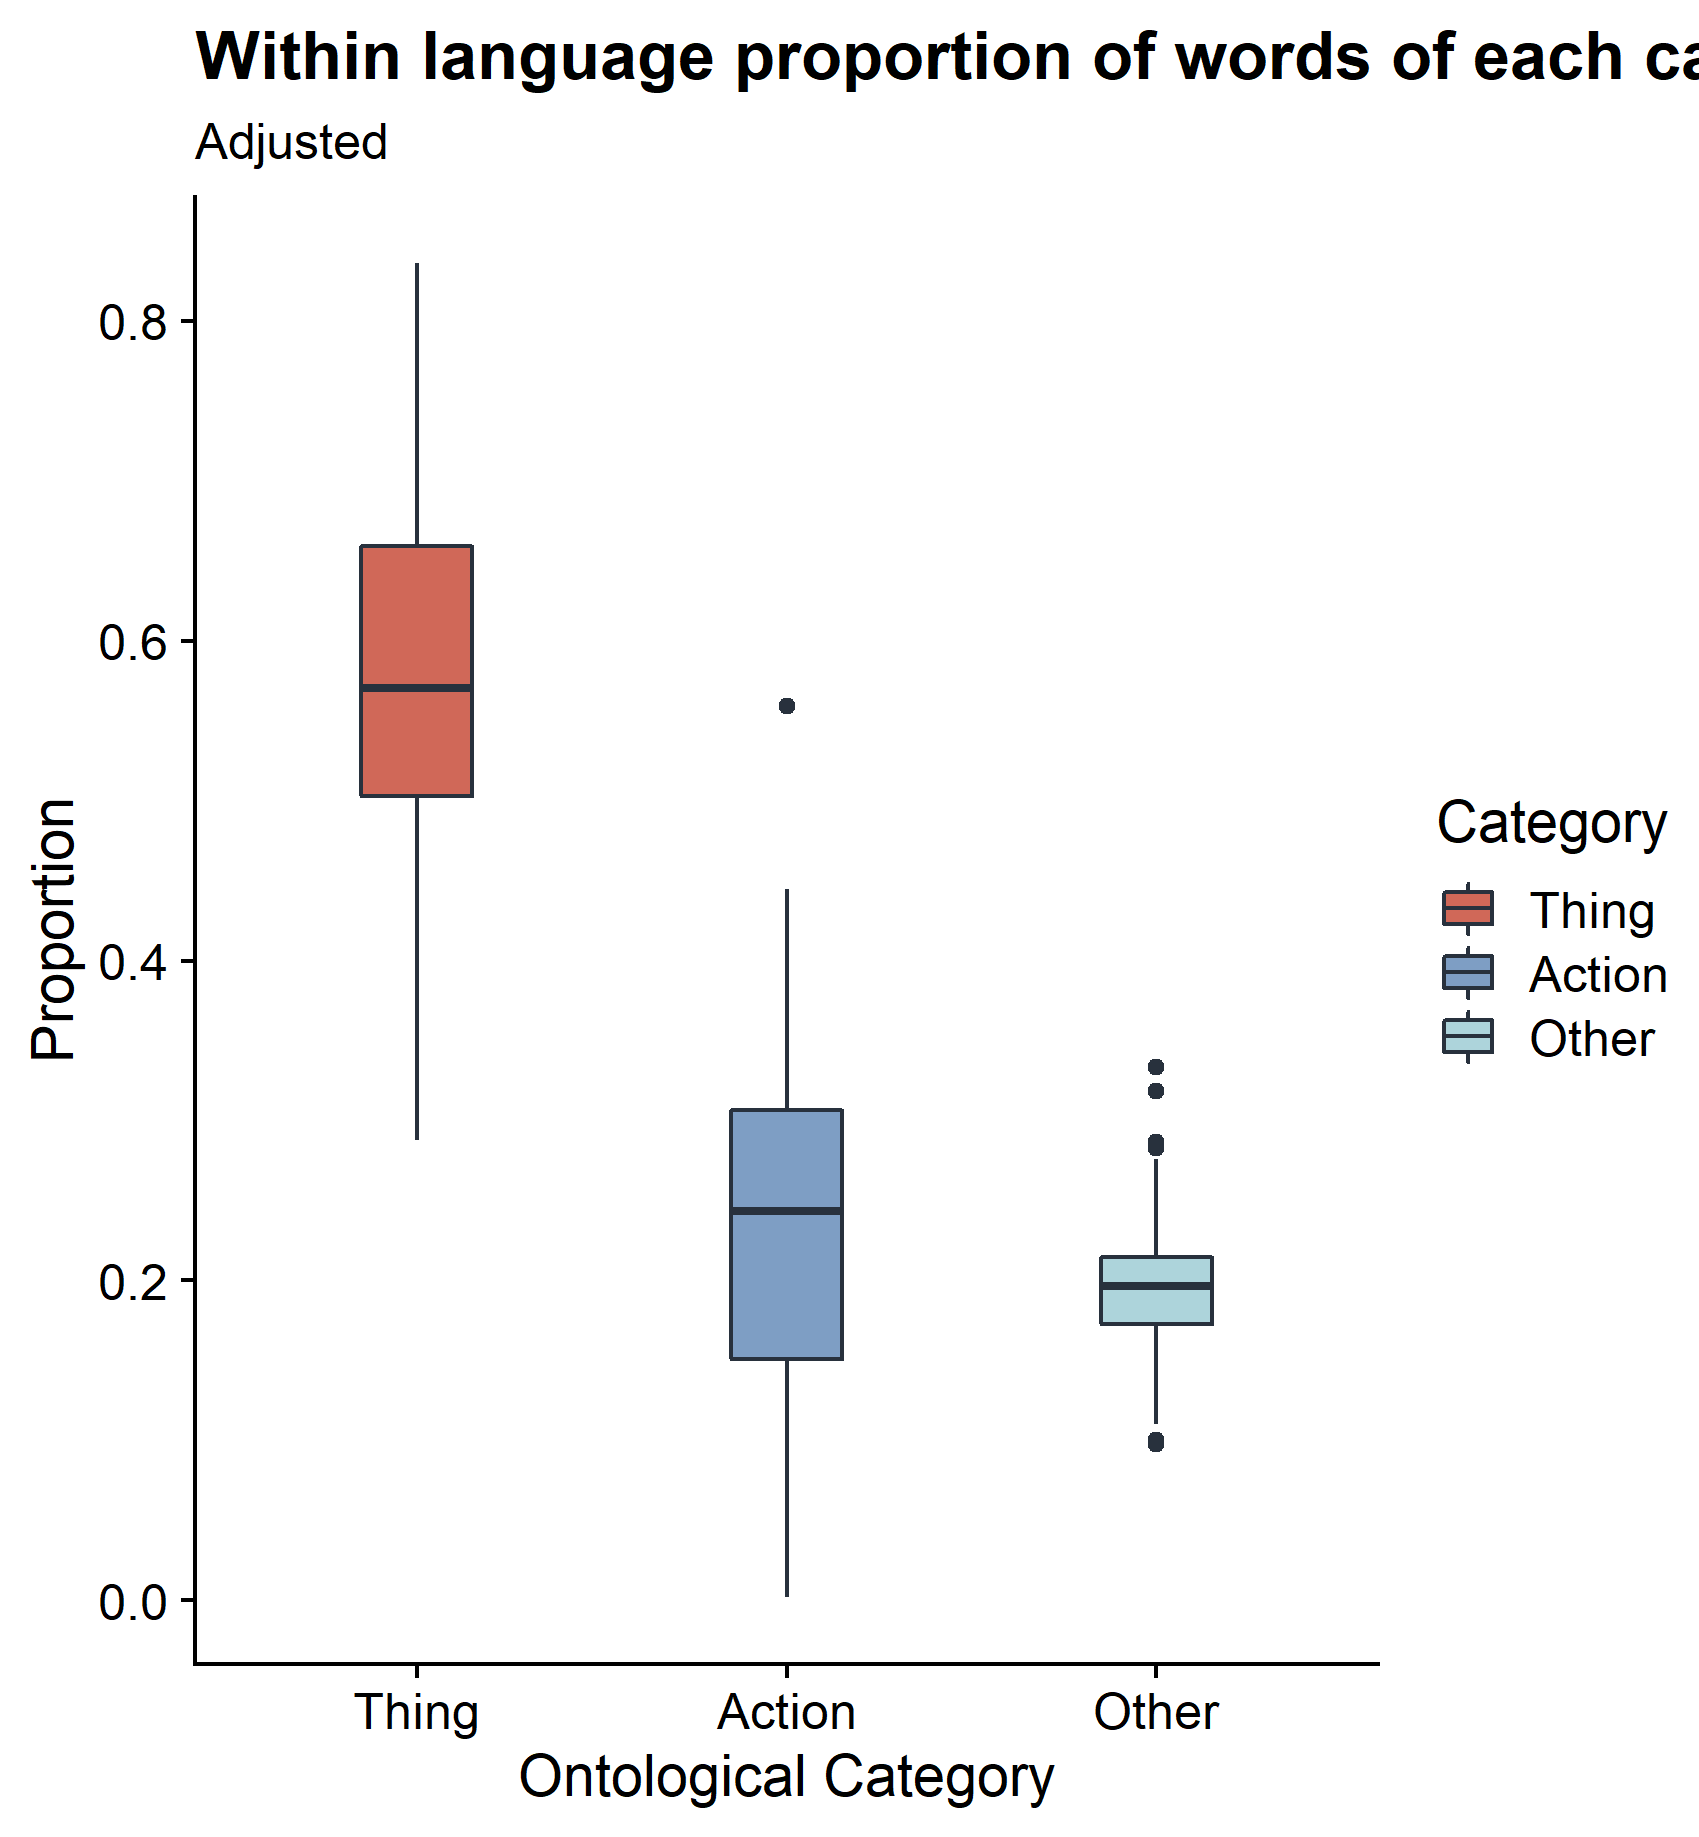 Within language proportion of words of each ca
Adjusted
0.8
0.6
0.4
0.2
0.0
Proportion
Thing
Action
Other
Ontological Category
Category
Thing
Action
Other